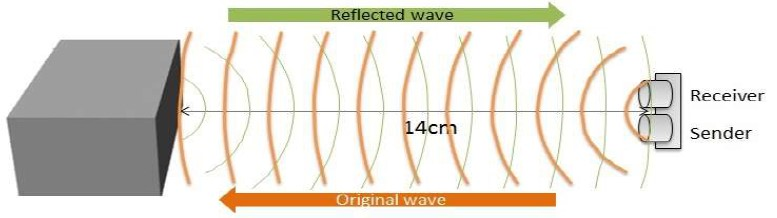 Reflected wave
14cm
Receiver
Sender
Original wave